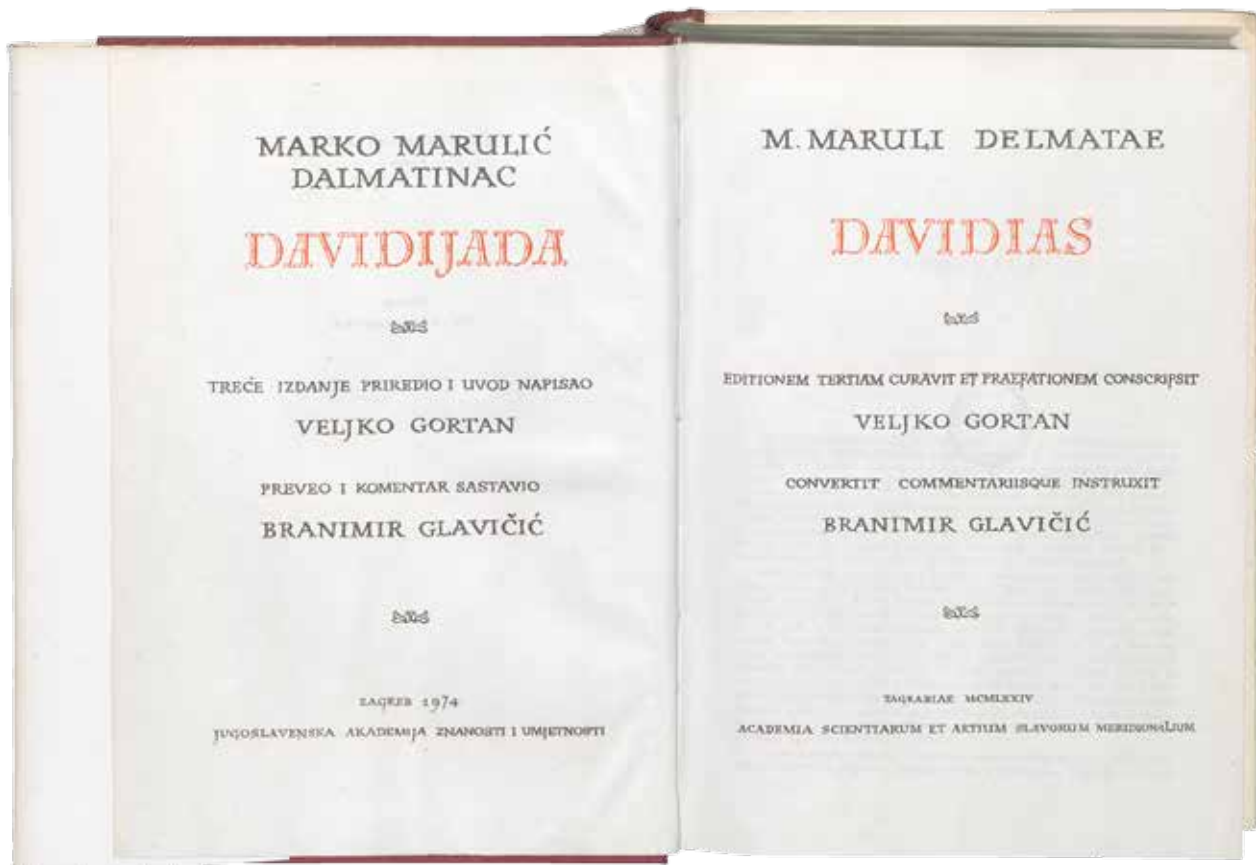 MARKO MARULIĆ
DALMATINAC
DAVIDIJADA
TREĆE IZDANJE PRIREDIO I UVOD NAPISAO
VELJKO GORTAN
PREVEO I KOMENTAR SASTAVIO
BRANIMIR GLAVIČIĆ
ZAGREB 1974
JUGOSLAVENSKA AKADEMIJA ZNANOSTI I UMJETNOSTI
M. MARULI DELMATAE
DAVIDIAS
EDITIONEM TERTIAM CURAVIT ET PRAEFATIONEM CONSCRIPSIT
VELJKO GORTAN
CONVERTIT COMMENTARIISQUE INSTRUXIT
BRANIMIR GLAVIČIĆ
ZAGRABIAE MCMLXXIV
ACADEMIA SCIENTIARUM ET ARTIUM SLAVORUM MERIDIONALIUM